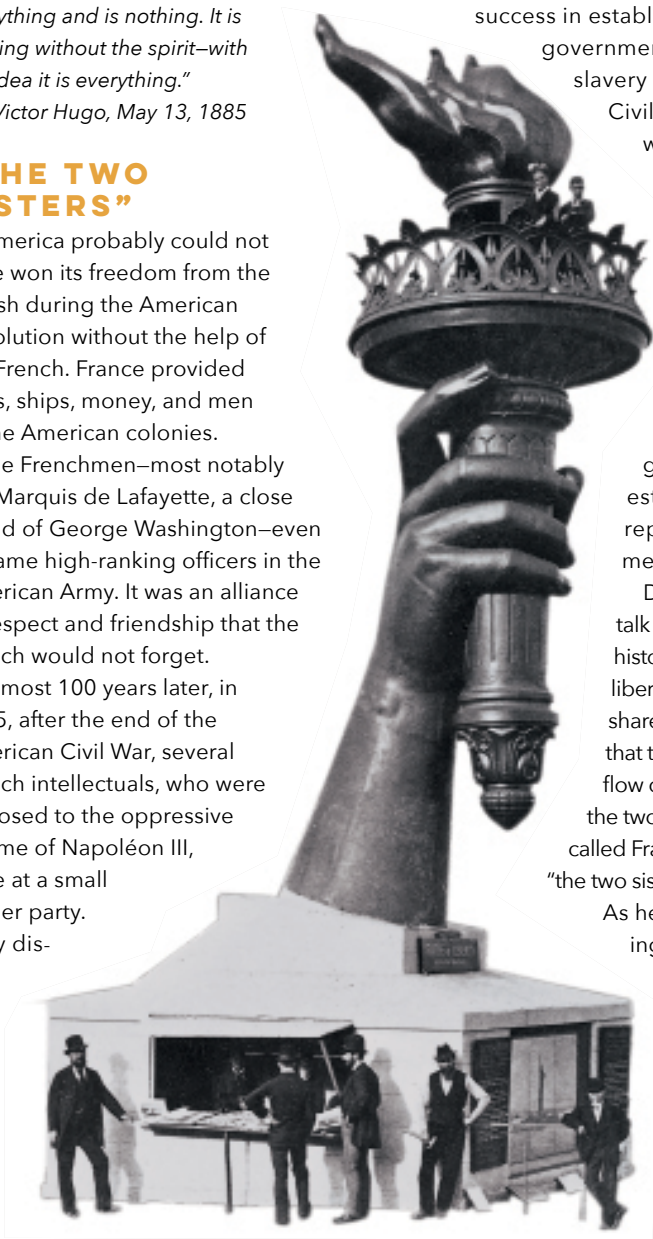 ything and is nothing. It is
ing without the spirit—with
dea it is everything.”
Victor Hugo, May 13, 1885
HE TWO
STERS”
merica probably could not
e won its freedom from the
sh during the American
olution without the help of
French. France provided
s, ships, money, and men
ne American colonies.
e Frenchmen—most notably
Marquis de Lafayette, a close
d of George Washington—even
ame high-ranking officers in the
erican Army. It was an alliance
espect and friendship that the
ch would not forget.
most 100 years later, in
5, after the end of the
erican Civil War, several
ch intellectuals, who were
osed to the oppressive
me of Napoléon III,
e at a small
er party.
y dis-
success in establ
governmen
slavery
Civil
w
g
est
rep
me
D
talk
histo
liber
share
that t
flow o
the two
called Fra
“the two sis
As he
ing